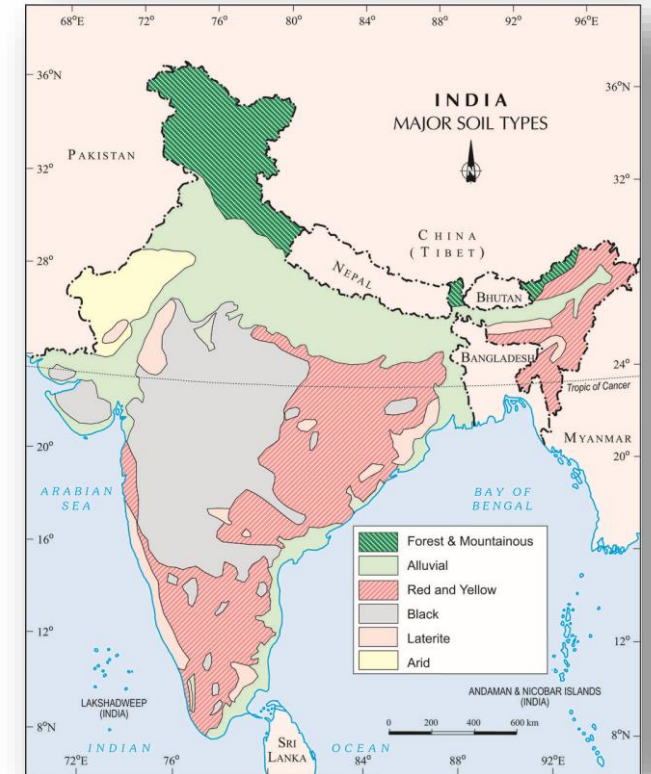 68°E
72°
76°
80°
84°
88°
92°
96°E
36°N
36°N
INDIA
MAJOR SOIL TYPES
N
PAKISTAN
32°
32°
CHINA
(TIBET)
28°
28°
NEPAL
BHUTAN
BANGLADESH
24°
Tropic of Cancer
MYANMAR
20°
20°
ARABIAN
SEA
BAY OF
BENGAL
16°
Forest & Mountainous
Alluvial
Red and Yellow
Black
Laterite
Arid
12°
12°
LAKSHADWEEP
(INDIA)
ANDAMAN & NICOBAR ISLANDS
(INDIA)
0 200 400 600 km
8°N
8°N
INDIAN
SRI
LANKA
OCEAN
72°E
76°
84°
88°
92°E